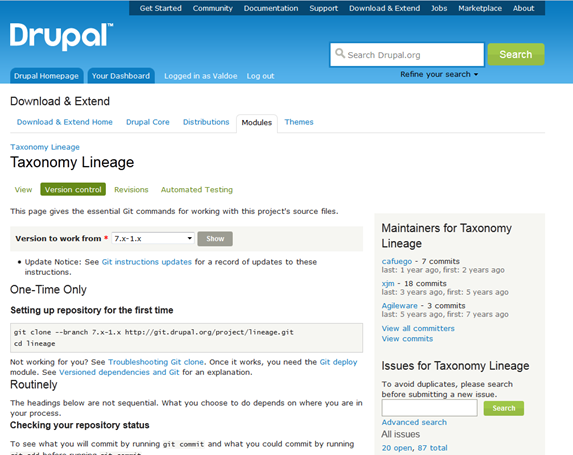 Get Started Community Documentation Support Download & Extend Jobs Marketplace About
Drupal™
Search Drupal.org Search
Refine your search
Drupal Homepage Your Dashboard Logged in as Valdoe Log out
Download & Extend
Download & Extend Home Drupal Core Distributions Modules Themes
Taxonomy Lineage
Taxonomy Lineage
View Version control Revisions Automated Testing
This page gives the essential Git commands for working with this project's source files.
Version to work from * 7.x-1.x Show
• Update Notice: See Git instructions updates for a record of updates to these
instructions.
One-Time Only
Setting up repository for the first time
git clone --branch 7.x-1.x http://git.drupal.org/project/lineage.git
cd lineage
Not working for you? See Troubleshooting Git clone. Once it works, you need the Git deploy
module. See Versioned dependencies and Git for an explanation.
Routinely
The headings below are not sequential. What you choose to do depends on where you are in
your process.
Checking your repository status
To see what you will commit by running git commit and what you could commit by running
git add before running git commit
Maintainers for Taxonomy
Lineage
cafuego - 7 commits
last: 1 year ago, first: 2 years ago
xjm - 18 commits
last: 3 years ago, first: 5 years ago
Agileware - 3 commits
last: 5 years ago, first: 7 years ago
View all committers
View commits
Issues for Taxonomy Lineage
To avoid duplicates, please search
before submitting a new issue.
Search
Advanced search
All issues
20 open, 87 total